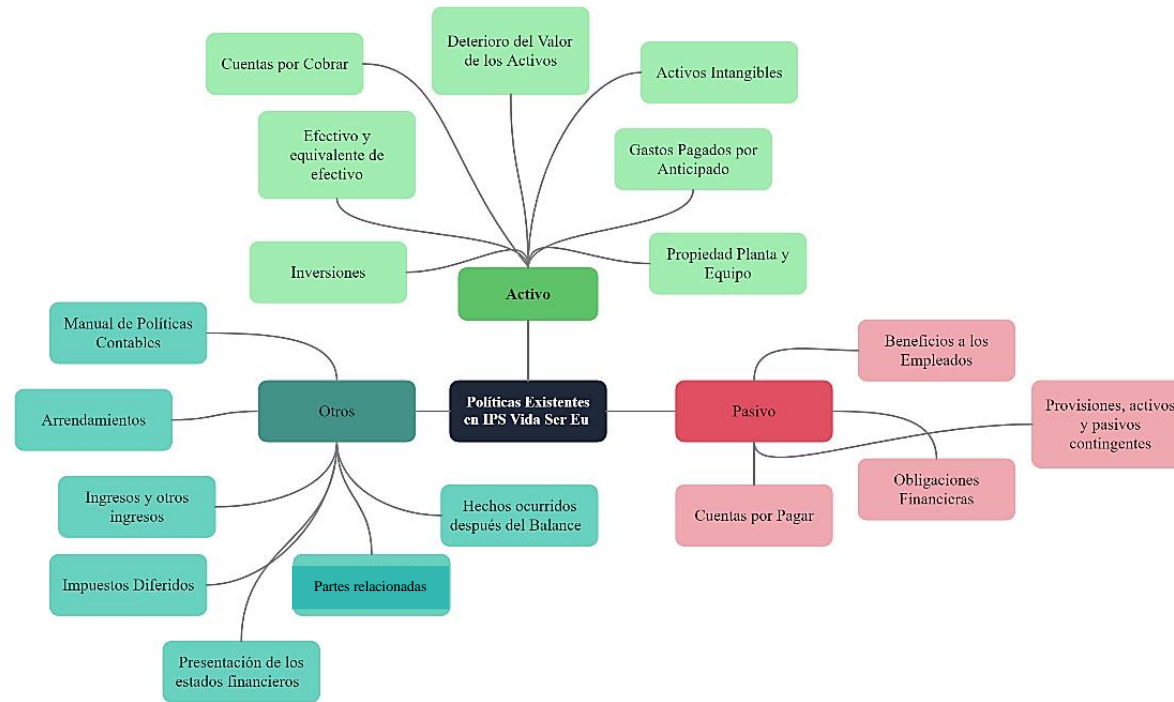 Cuentas por Cobrar
Deterioro del Valor
de los Activos
Activos Intangibles
Efectivo y
equivalente de
efectivo
Gastos Pagados por
Anticipado
Inversiones
Propiedad Planta y
Equipo
Activo
Manual de Políticas
Contables
Arrendamientos
Otros
Políticas Existentes
en IPS Vida Ser Eu
Pasivo
Beneficios a los
Empleados
Provisiones, activos
y pasivos
contingentes
Obligaciones
Financieras
Cuentas por Pagar
Ingresos y otros
ingresos
Hechos ocurridos
después del Balance
Impuestos Diferidos
Partes relacionadas
Presentación de los
estados financieros